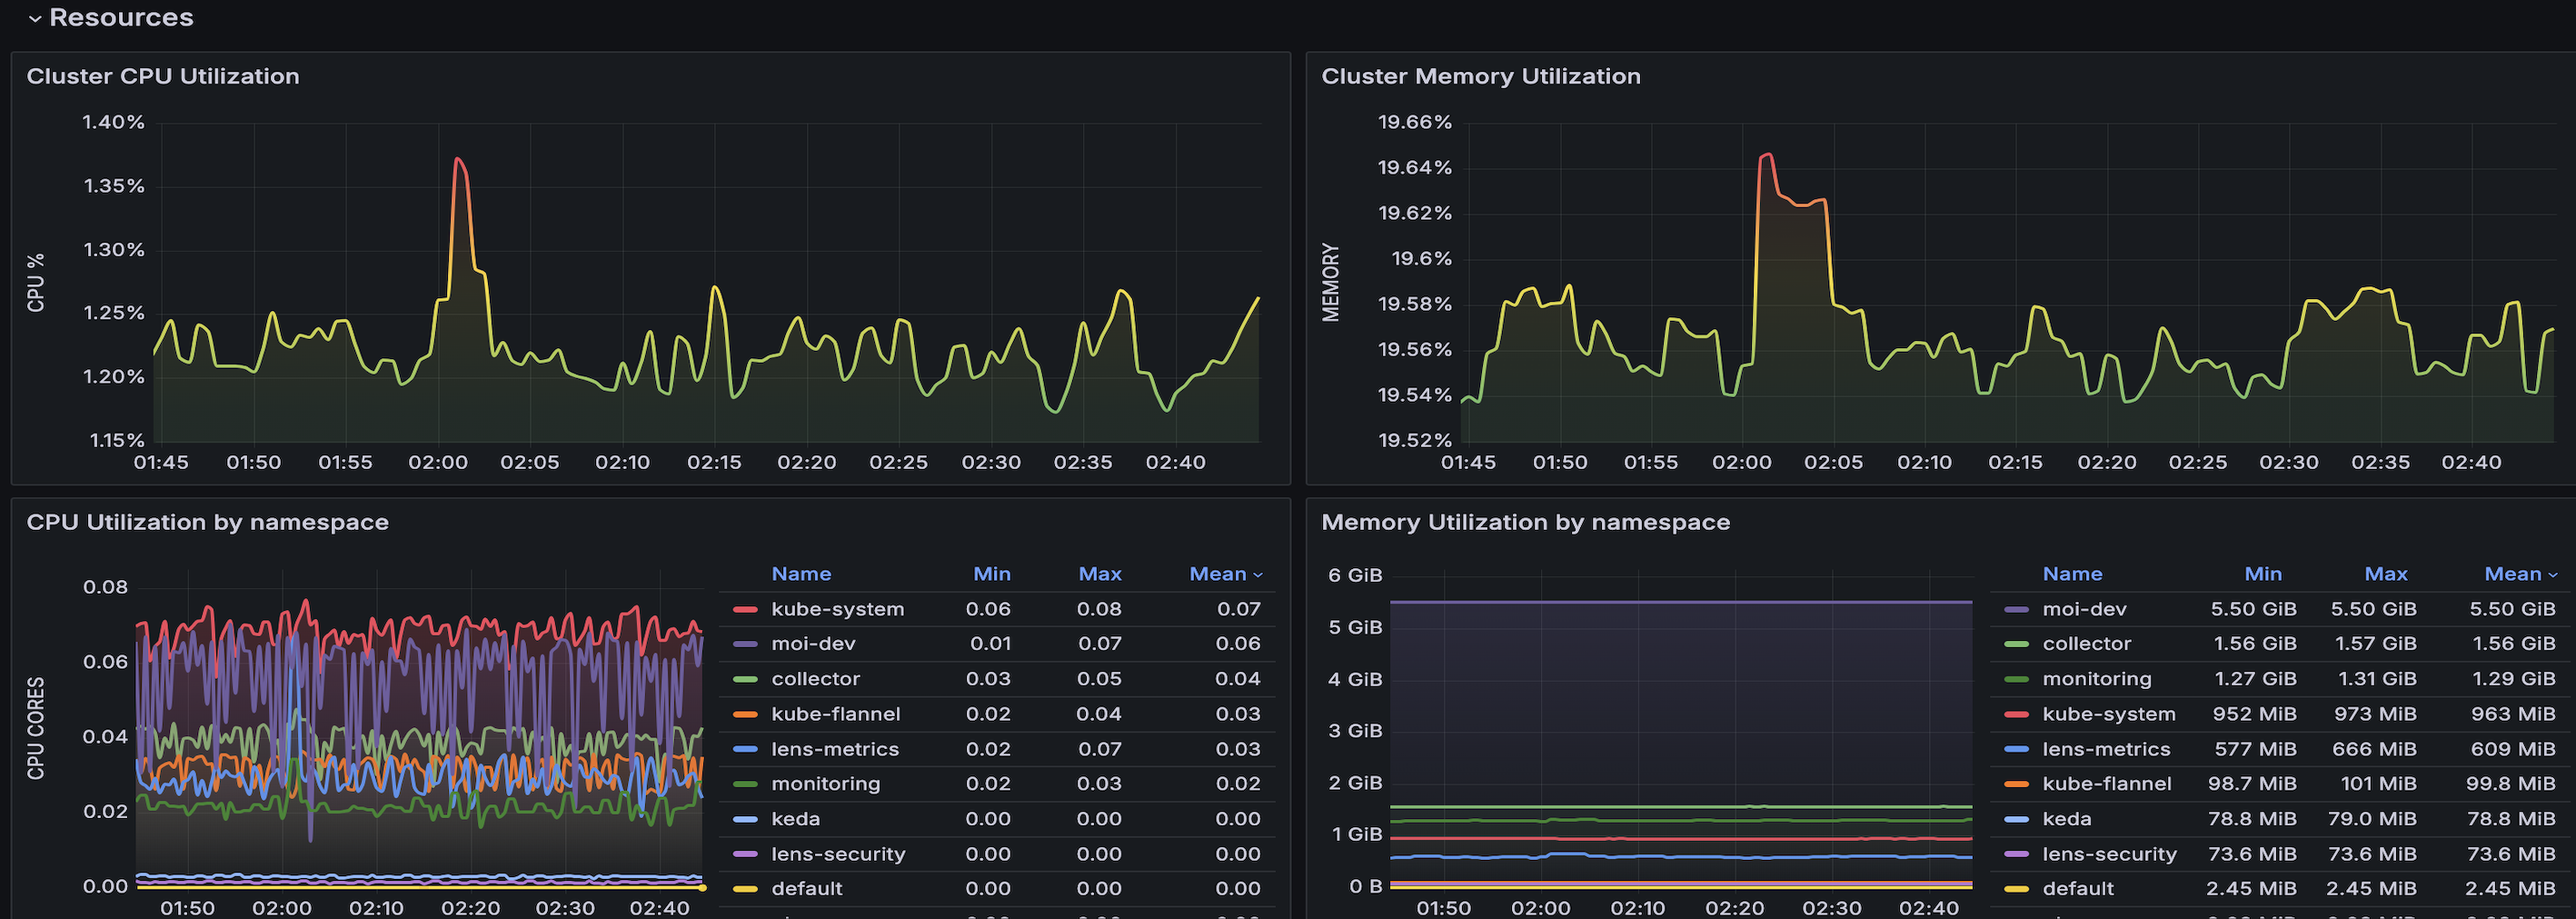 Resources
Cluster CPU Utilization
1.40%
1.35%
1.30%
1.25%
1.20%
1.15%
CPU %
01:45 01:50 01:55 02:00 02:05 02:10 02:15 02:20 02:25 02:30 02:35 02:40
Cluster Memory Utilization
19.66%
19.64%
19.62%
19.6%
19.58%
19.56%
19.54%
19.52%
MEMORY
01:45 01:50 01:55 02:00 02:05 02:10 02:15 02:20 02:25 02:30 02:35 02:40
CPU Utilization by namespace
0.08
0.06
0.04
0.02
0.00
CPU CORES
01:50 02:00 02:10 02:20 02:30 02:40
Name Min Max Mean
kube-system 0.06 0.08 0.07
moi-dev 0.01 0.07 0.06
collector 0.03 0.05 0.04
kube-flannel 0.02 0.04 0.03
lens-metrics 0.02 0.07 0.03
monitoring 0.02 0.03 0.02
keda 0.00 0.00 0.00
lens-security 0.00 0.00 0.00
default 0.00 0.00 0.00
Memory Utilization by namespace
6 GiB
5 GiB
4 GiB
3 GiB
2 GiB
1 GiB
0 B
01:50 02:00 02:10 02:20 02:30 02:40
Name Min Max Mean
moi-dev 5.50 GiB 5.50 GiB 5.50 GiB
collector 1.56 GiB 1.57 GiB 1.56 GiB
monitoring 1.27 GiB 1.31 GiB 1.29 GiB
kube-system 952 MiB 973 MiB 963 MiB
lens-metrics 577 MiB 666 MiB 609 MiB
kube-flannel 98.7 MiB 101 MiB 99.8 MiB
keda 78.8 MiB 79.0 MiB 78.8 MiB
lens-security 73.6 MiB 73.6 MiB 73.6 MiB
default 2.45 MiB 2.45 MiB 2.45 MiB